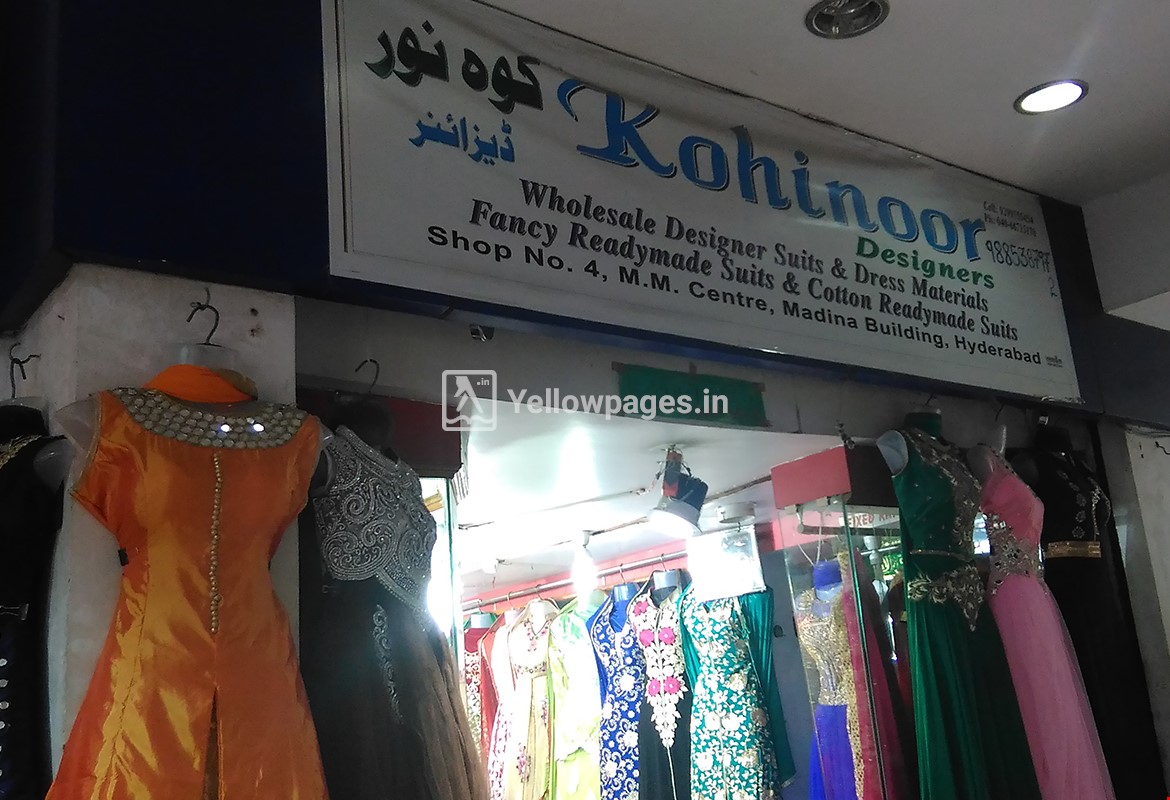 کوہ نور
ڈیزائنر
Kohinoor
Designers
Wholesale Designer Suits & Dress Materials
Fancy Readymade Suits & Cotton Readymade Suits
Shop No. 4, M.M. Centre, Madina Building, Hyderabad
.in
Yellowpages.in